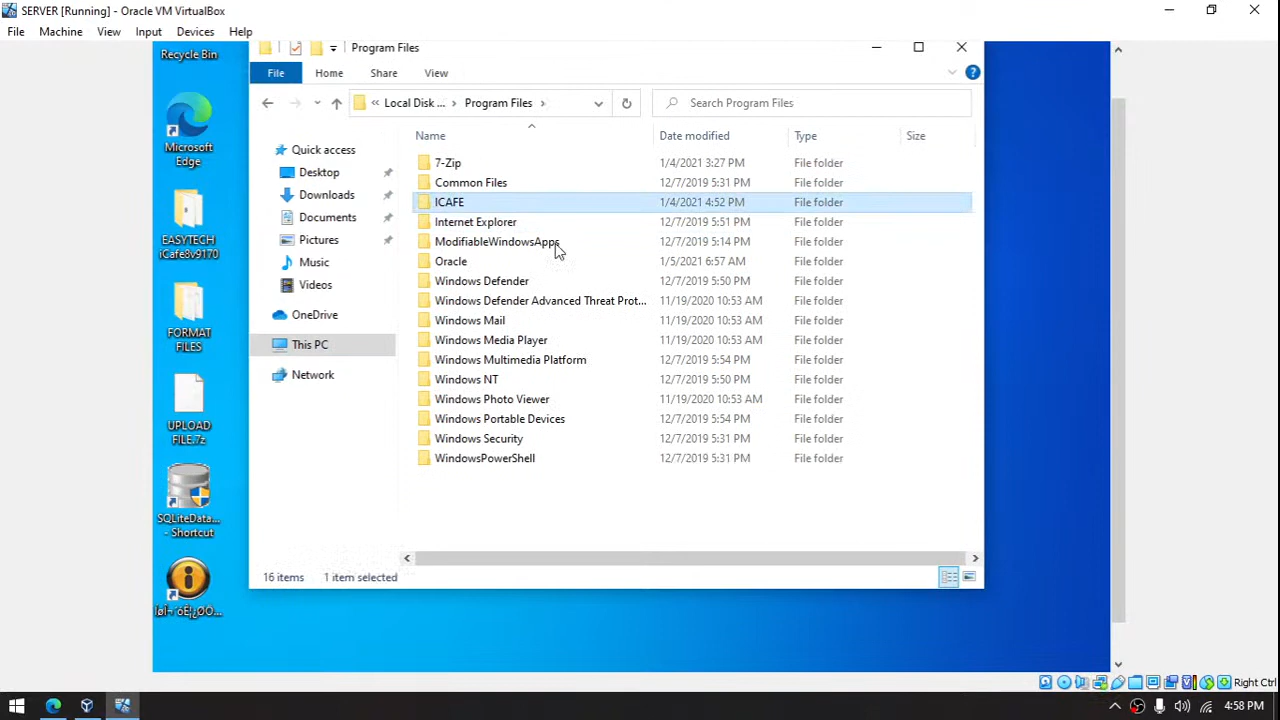 SERVER [Running] - Oracle VM VirtualBox
File Machine View Input Devices Help
Recycle Bin
Microsoft
Edge
EASYTECH
iCafe8v9170
FORMAT
FILES
UPLOAD
FILE.7z
SQLiteData...
- Shortcut
Program Files
File Home Share View
Local Disk ... Program Files
Search Program Files
Quick access
Desktop
Downloads
Documents
Pictures
Music
Videos
OneDrive
This PC
Network
Name Date modified Type Size
7-Zip 1/4/2021 3:27 PM File folder
Common Files 12/7/2019 5:31 PM File folder
ICAFE 1/4/2021 4:52 PM File folder
Internet Explorer 12/7/2019 5:51 PM File folder
ModifiableWindowsApps 12/7/2019 5:14 PM File folder
Oracle 1/5/2021 6:57 AM File folder
Windows Defender 12/7/2019 5:50 PM File folder
Windows Defender Advanced Threat Prot... 11/19/2020 10:53 AM File folder
Windows Mail 11/19/2020 10:53 AM File folder
Windows Media Player 11/19/2020 10:53 AM File folder
Windows Multimedia Platform 12/7/2019 5:54 PM File folder
Windows NT 12/7/2019 5:50 PM File folder
Windows Photo Viewer 11/19/2020 10:53 AM File folder
Windows Portable Devices 12/7/2019 5:54 PM File folder
Windows Security 12/7/2019 5:31 PM File folder
WindowsPowerShell 12/7/2019 5:31 PM File folder
16 items 1 item selected
Right Ctrl
4:58 PM